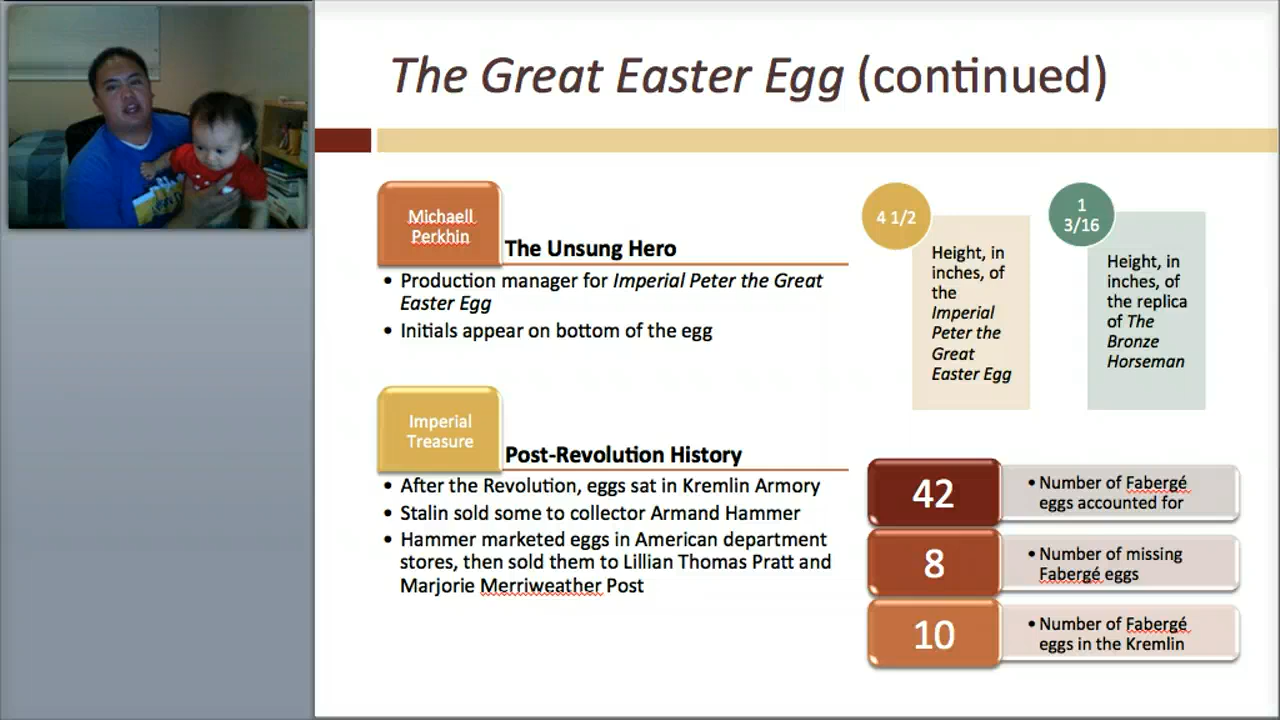 The Great Easter Egg (continued)
Michaell
Perkhin
The Unsung Hero
• Production manager for Imperial Peter the Great
Easter Egg
• Initials appear on bottom of the egg
Imperial
Treasure
Post-Revolution History
• After the Revolution, eggs sat in Kremlin Armory
• Stalin sold some to collector Armand Hammer
• Hammer marketed eggs in American department
stores, then sold them to Lillian Thomas Pratt and
Marjorie Merriweather Post
4 1/2
Height, in
inches, of
the
Imperial
Peter the
Great
Easter Egg
1
3/16
Height, in
inches, of
the replica
of The
Bronze
Horseman
42
• Number of Fabergé
eggs accounted for
8
• Number of missing
Fabergé eggs
10
• Number of Fabergé
eggs in the Kremlin